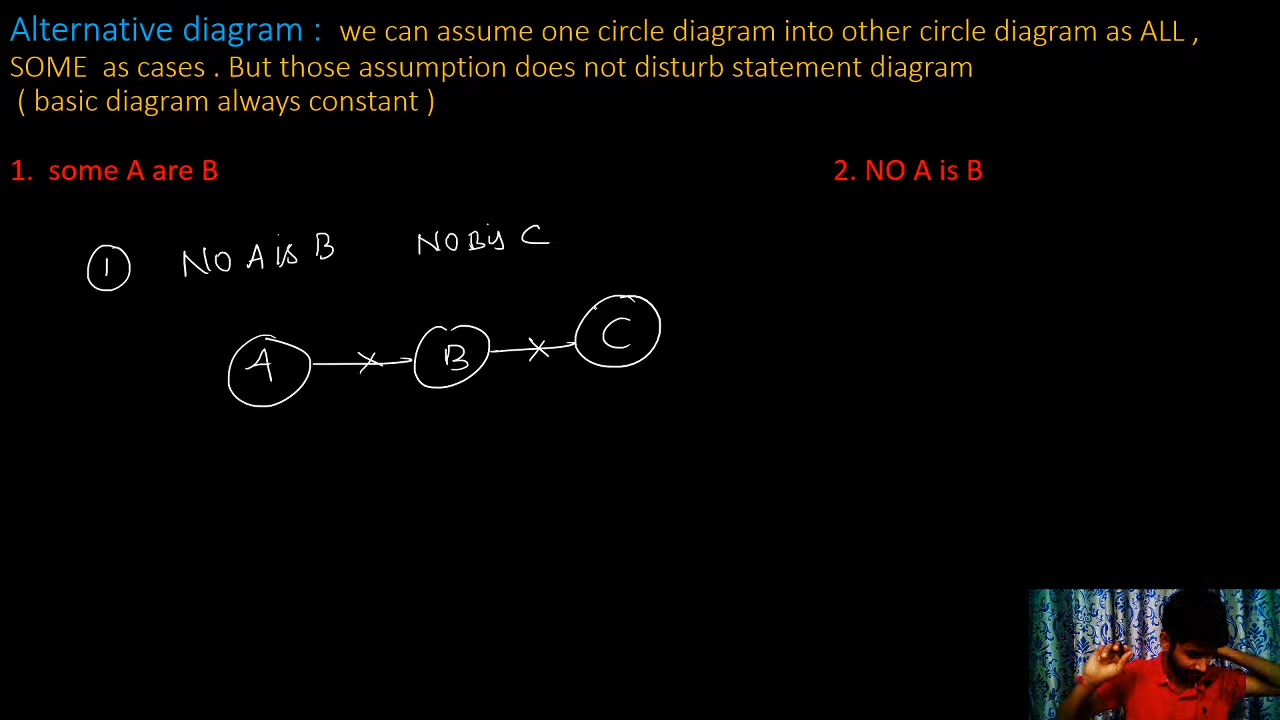 Alternative diagram : we can assume one circle diagram into other circle diagram as ALL ,
SOME as cases . But those assumption does not disturb statement diagram
( basic diagram always constant )
1. some A are B
2. NO A is B
1 NO A is B NO B is C
A B C